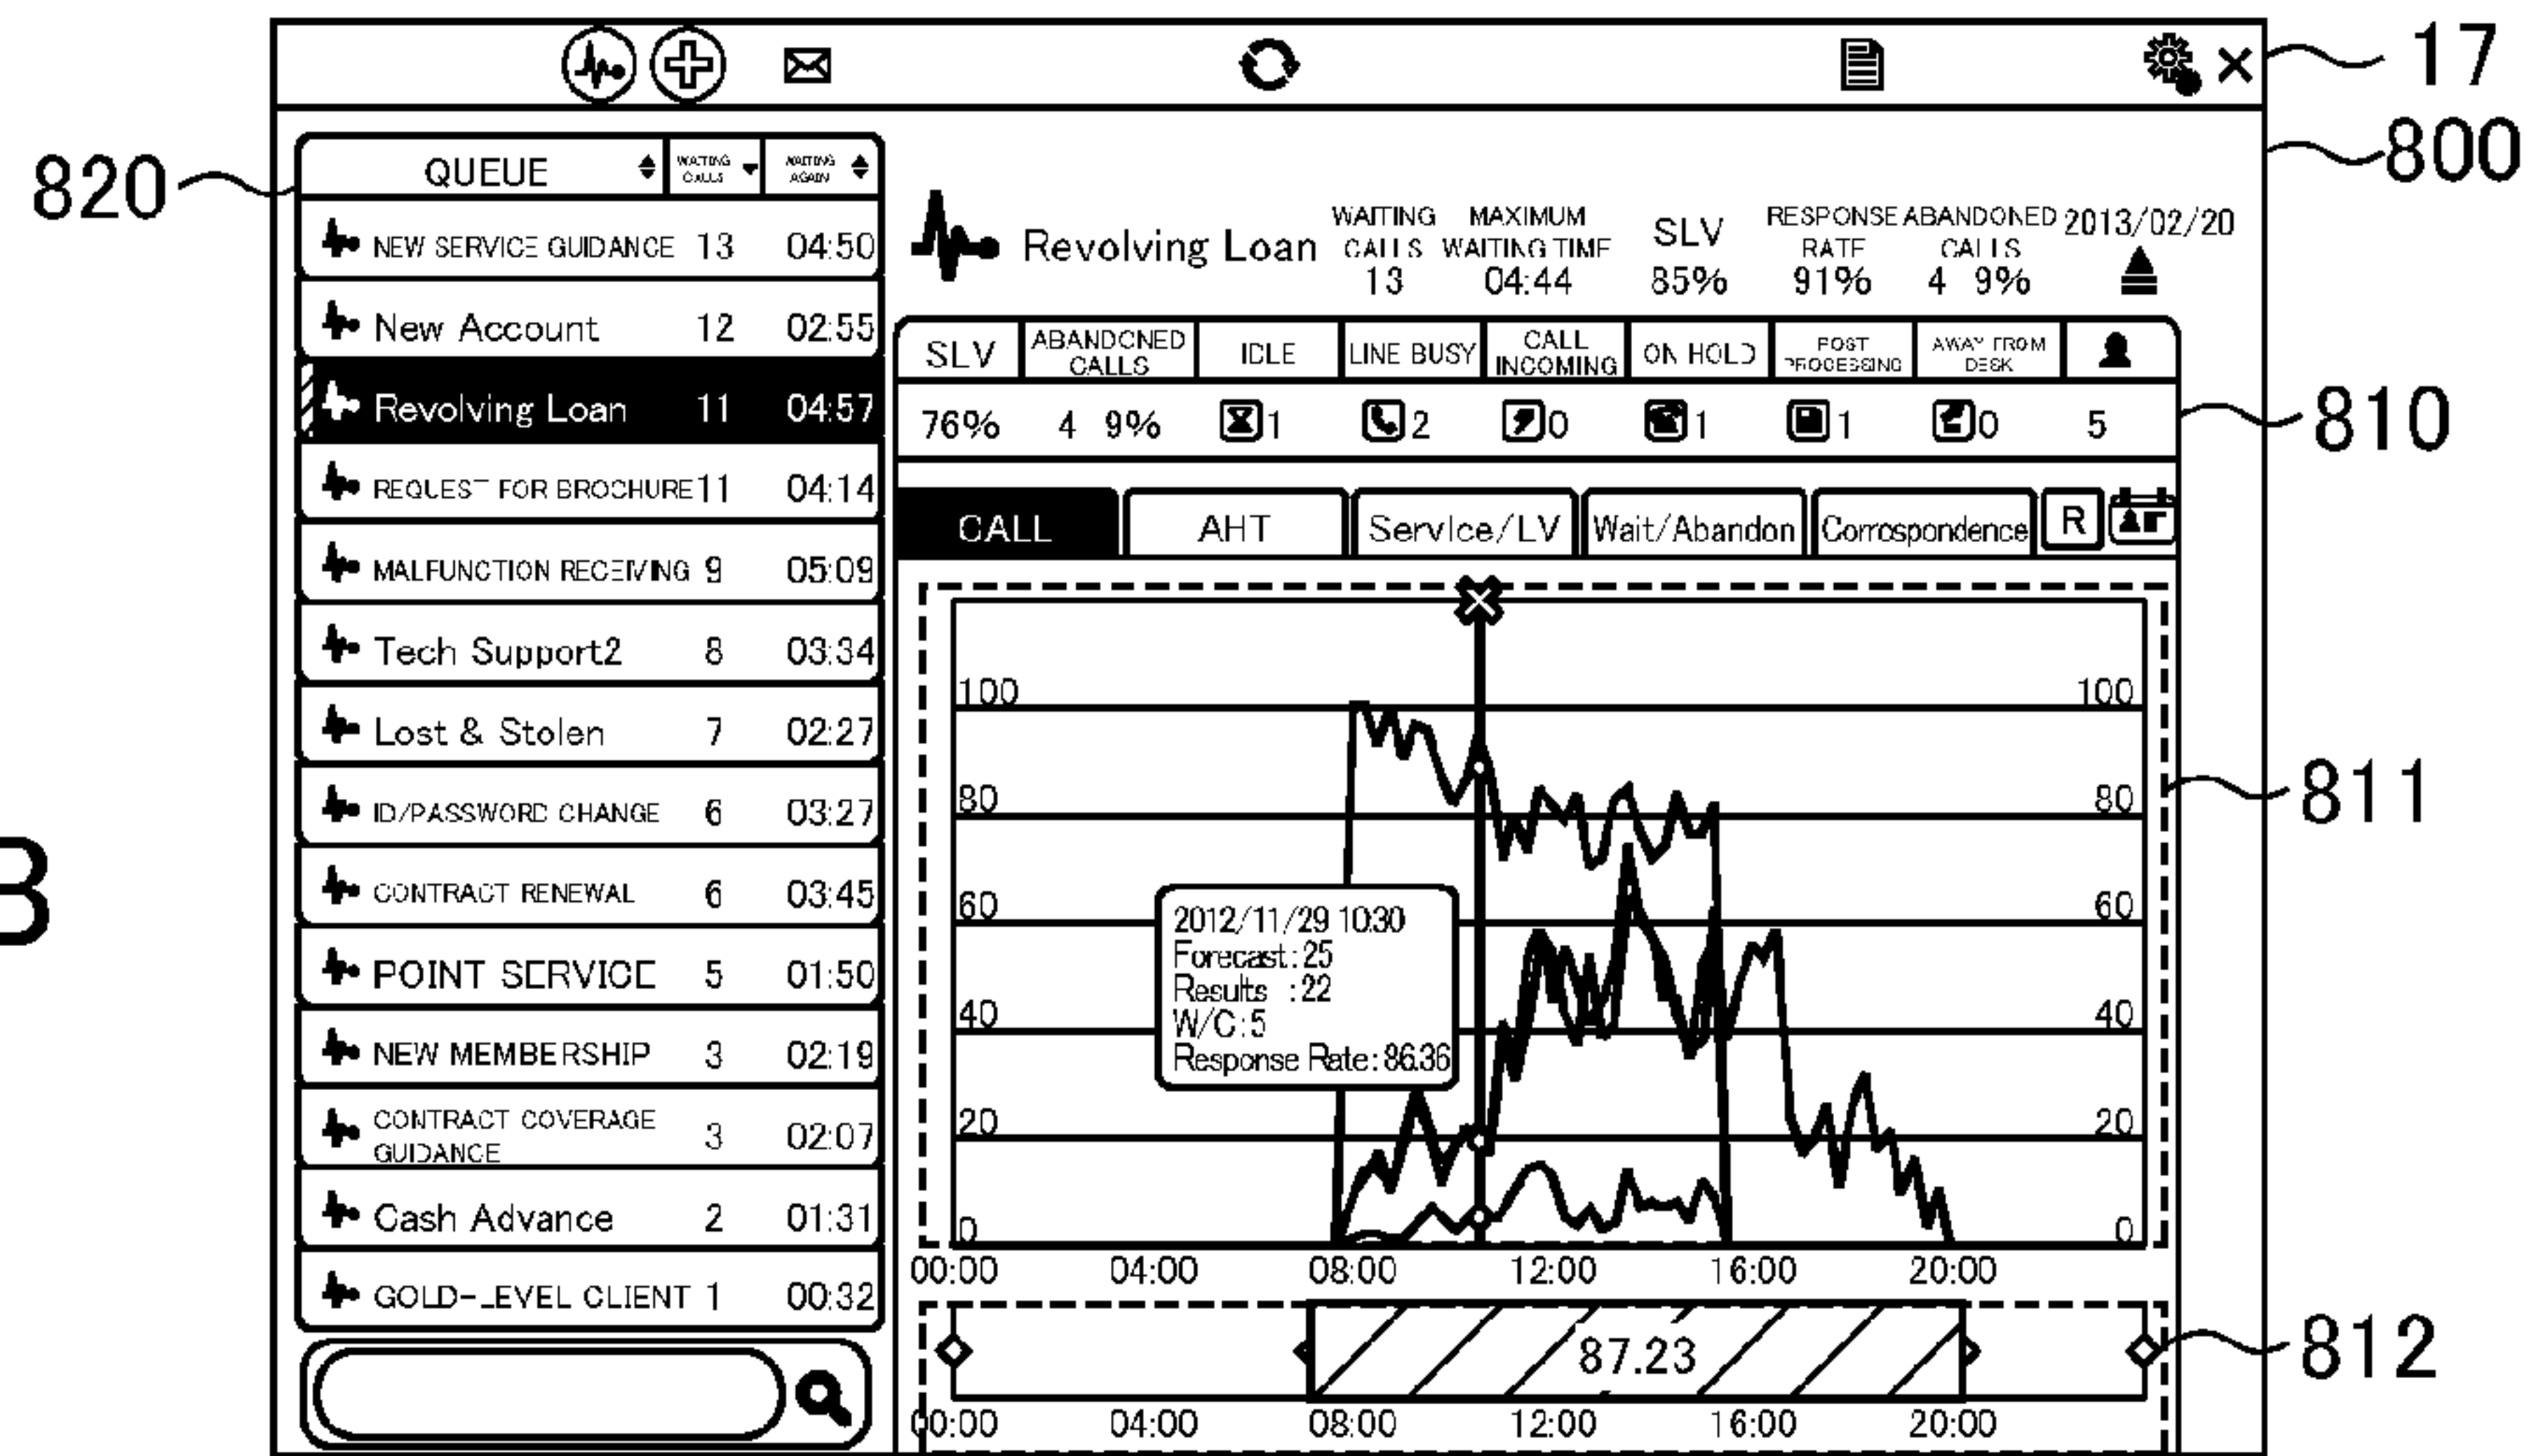 17
800
820
QUEUE WAITING CALLS WAITING AGAIN
NEW SERVICE GUIDANCE 13 04:50
New Account 12 02:55
Revolving Loan 11 04:57
REQUEST FOR BROCHURE 11 04:14
MALFUNCTION RECEIVING 9 05:09
Tech Support2 8 03:34
Lost & Stolen 7 02:27
ID/PASSWORD CHANGE 6 03:27
CONTRACT RENEWAL 6 03:45
POINT SERVICE 5 01:50
NEW MEMBERSHIP 3 02:19
CONTRACT COVERAGE
GUIDANCE 3 02:07
Cash Advance 2 01:31
GOLD-LEVEL CLIENT 1 00:32
B
Revolving Loan
WAITING CALLS 13
MAXIMUM WAITING TIME 04:44
SLV 85%
RESPONSE RATE 91%
ABANDONED CALLS 4 9%
2013/02/20
SLV ABANDONED CALLS IDLE LINE BUSY CALL INCOMING ON HOLD POST PROCESSING AWAY FROM DESK
76% 4 9% 1 2 0 1 1 0 5
810
CALL AHT Service/LV Wait/Abandon Corrospondence R
100 100
80 80
811
60 60
2012/11/29 10:30
Forecast:25
Results :22
W/C:5
Response Rate:86.36
40 40
20 20
0 0
00:00 04:00 08:00 12:00 16:00 20:00
87.23
812
00:00 04:00 08:00 12:00 16:00 20:00